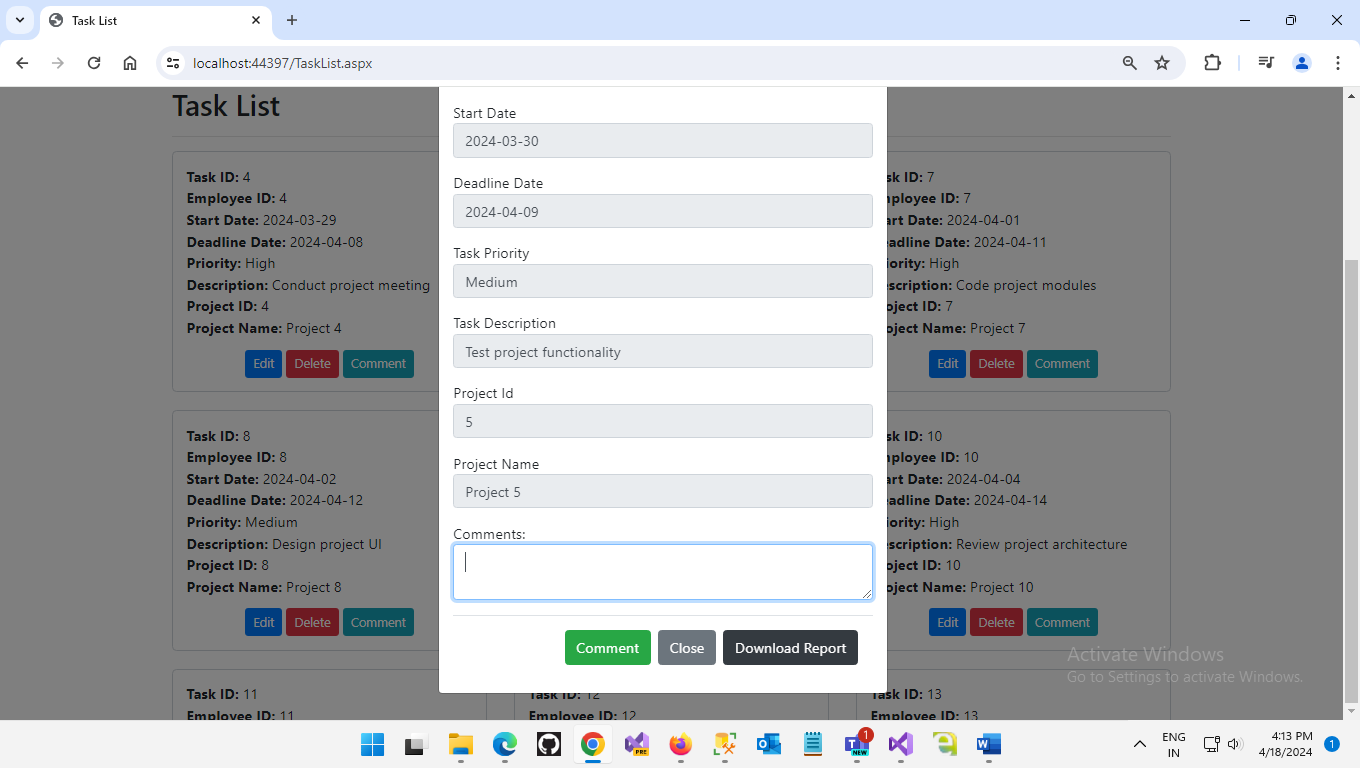 Task List
localhost:44397/TaskList.aspx
Task List
Task ID: 4
Employee ID: 4
Start Date: 2024-03-29
Deadline Date: 2024-04-08
Priority: High
Description: Conduct project meeting
Project ID: 4
Project Name: Project 4
Edit Delete Comment
Task ID: 8
Employee ID: 8
Start Date: 2024-04-02
Deadline Date: 2024-04-12
Priority: Medium
Description: Design project UI
Project ID: 8
Project Name: Project 8
Edit Delete Comment
Task ID: 11
Employee ID: 11
Start Date
2024-03-30
Deadline Date
2024-04-09
Task Priority
Medium
Task Description
Test project functionality
Project Id
5
Project Name
Project 5
Comments:
Comment Close Download Report
Task ID: 12
Employee ID: 12
sk ID: 7
ployee ID: 7
art Date: 2024-04-01
adline Date: 2024-04-11
iority: High
scription: Code project modules
oject ID: 7
oject Name: Project 7
Edit Delete Comment
sk ID: 10
ployee ID: 10
art Date: 2024-04-04
adline Date: 2024-04-14
iority: High
scription: Review project architecture
oject ID: 10
oject Name: Project 10
Edit Delete Comment
Task ID: 13
Employee ID: 13
Activate Windows
Go to Settings to activate Windows.
PRE
NEW
1
ENG
IN
4:13 PM
4/18/2024
1